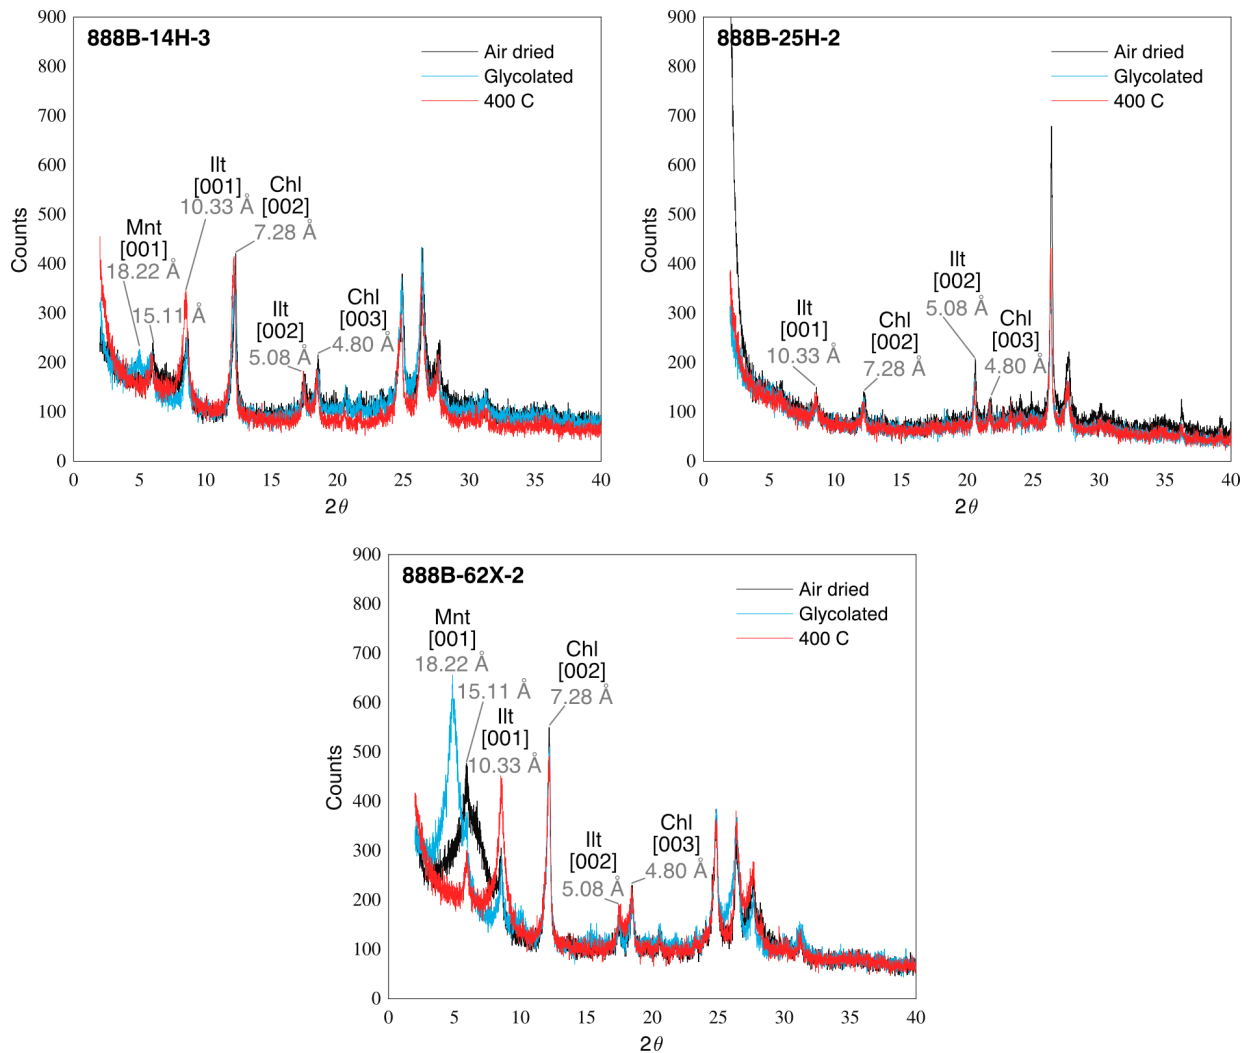 888B-14H-3
Air dried
Glycolated
400 C
900
800
700
600
500
400
300
200
100
0
Counts
Mnt
[001]
18.22 Å
15.11 Å
Ilt
[001]
10.33 Å
Chl
[002]
7.28 Å
Ilt
[002]
5.08 Å
Chl
[003]
4.80 Å
0 5 10 15 20 25 30 35 40
2θ
888B-25H-2
Air dried
Glycolated
400 C
900
800
700
600
500
400
300
200
100
0
Counts
Ilt
[001]
10.33 Å
Chl
[002]
7.28 Å
Ilt
[002]
5.08 Å
Chl
[003]
4.80 Å
0 5 10 15 20 25 30 35 40
2θ
888B-62X-2
Air dried
Glycolated
400 C
900
800
700
600
500
400
300
200
100
0
Counts
Mnt
[001]
18.22 Å
15.11 Å
Ilt
[001]
10.33 Å
Chl
[002]
7.28 Å
Ilt
[002]
5.08 Å
Chl
[003]
4.80 Å
0 5 10 15 20 25 30 35 40
2θ